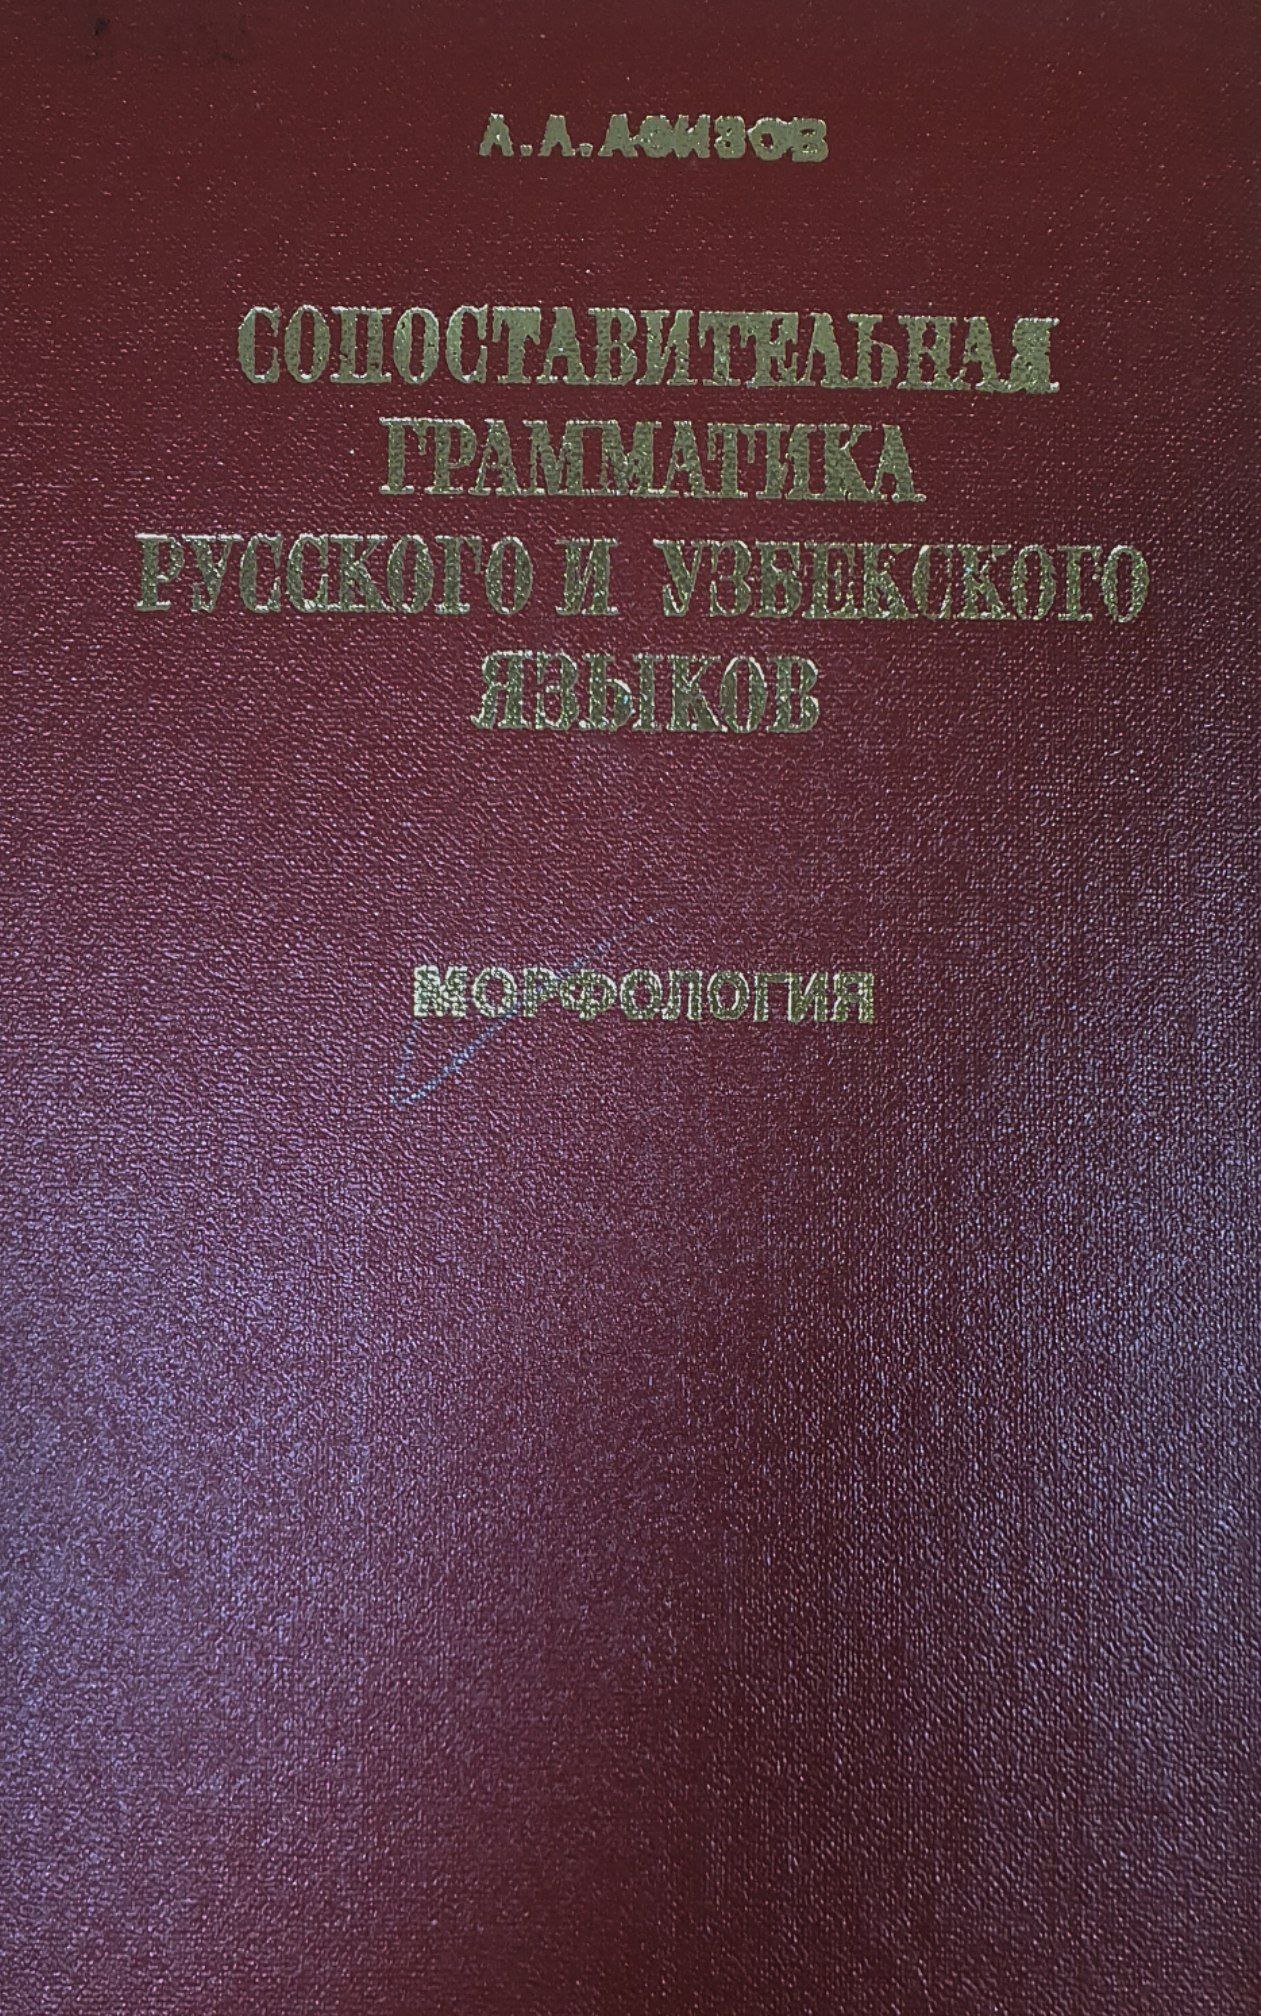 А.А.АЗИЗОВ
СОПОСТАВИТЕЛЬНАЯ
ГРАММАТИКА
РУССКОГО И УЗБЕКСКОГО
ЯЗЫКОВ
МОРФОЛОГИЯ